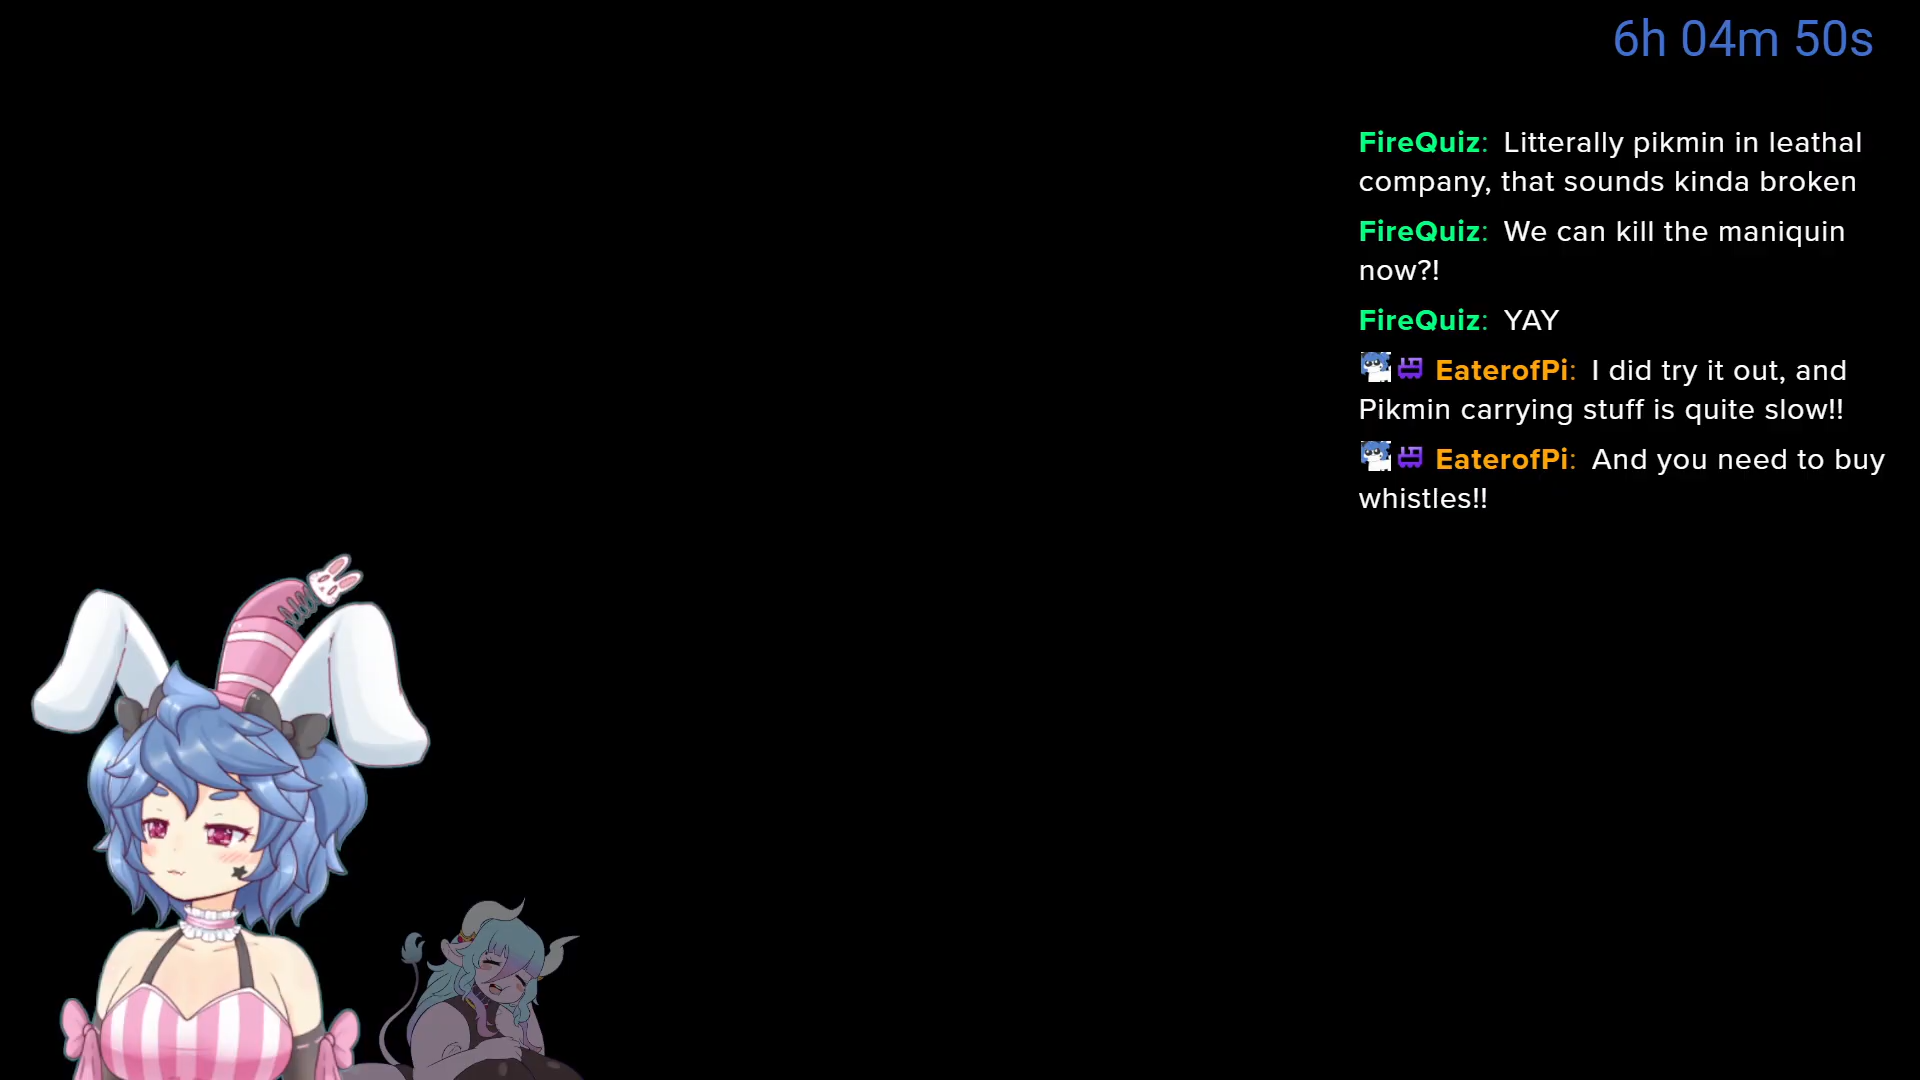 6h 04m 50s
FireQuiz: Litterally pikmin in leathal
company, that sounds kinda broken
FireQuiz: We can kill the maniquin
now?!
FireQuiz: YAY
EaterofPi: I did try it out, and
Pikmin carrying stuff is quite slow!!
EaterofPi: And you need to buy
whistles!!